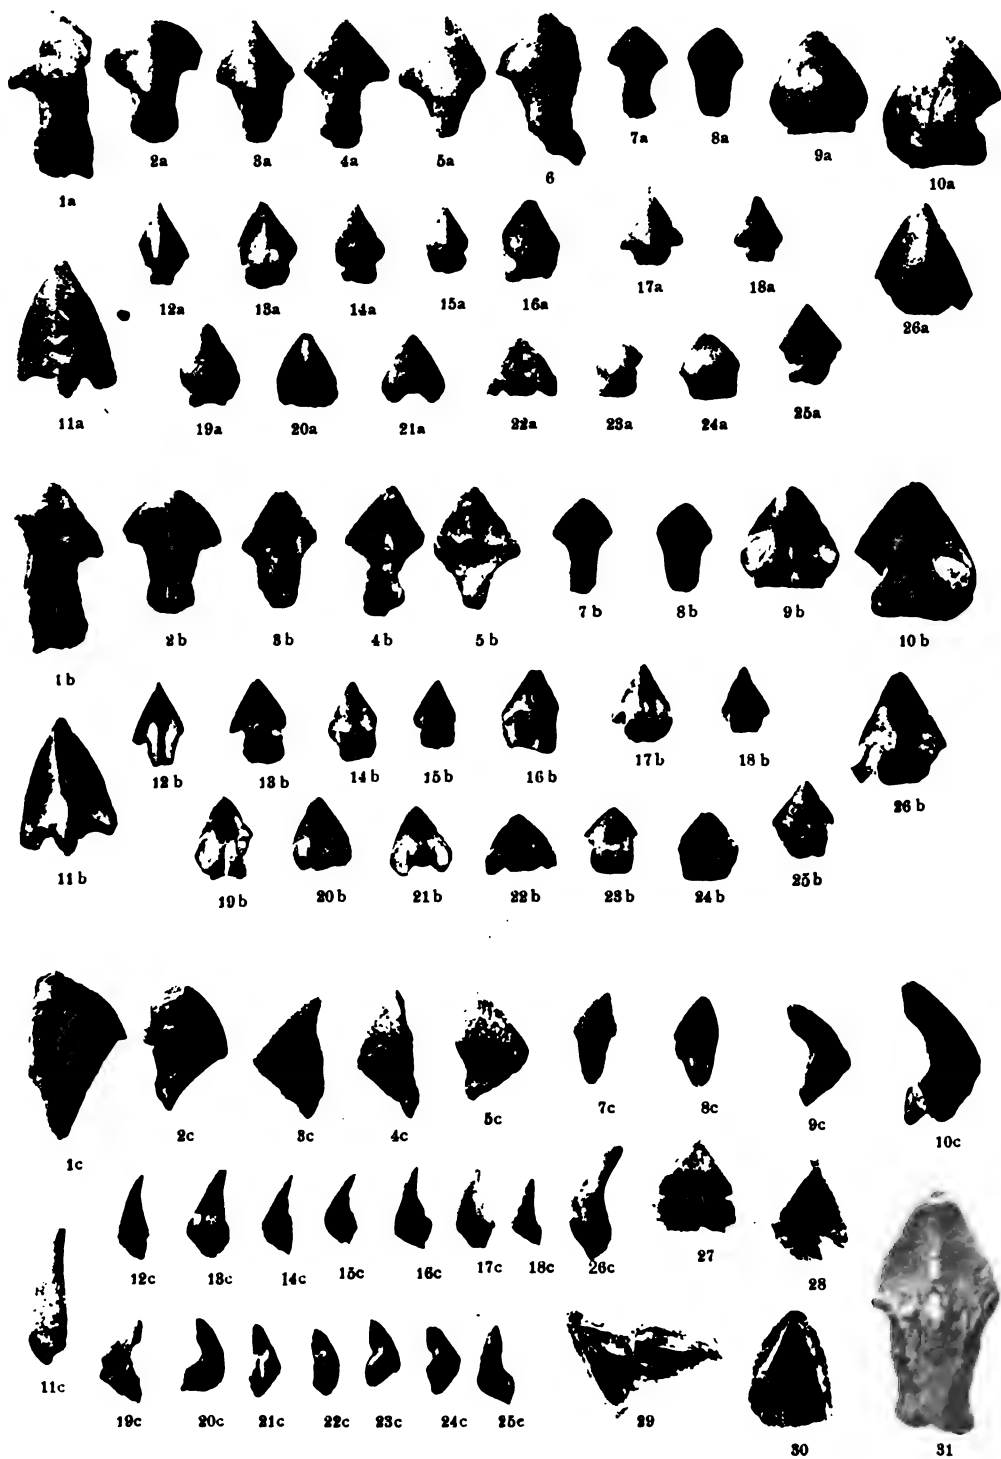 1a 2a 3a 4a 5a 6 7a 8a 9a 10a
11a 12a 13a 14a 15a 16a 17a 18a 26a
19a 20a 21a 22a 23a 24a 25a
1b 2b 3b 4b 5b 7b 8b 9b 10b
11b 12b 13b 14b 15b 16b 17b 18b 26b
19b 20b 21b 22b 23b 24b 25b
1c 2c 3c 4c 5c 7c 8c 9c 10c
12c 13c 14c 15c 16c 17c 18c 26c 27 28
11c 19c 20c 21c 22c 23c 24c 25c 29 30 31